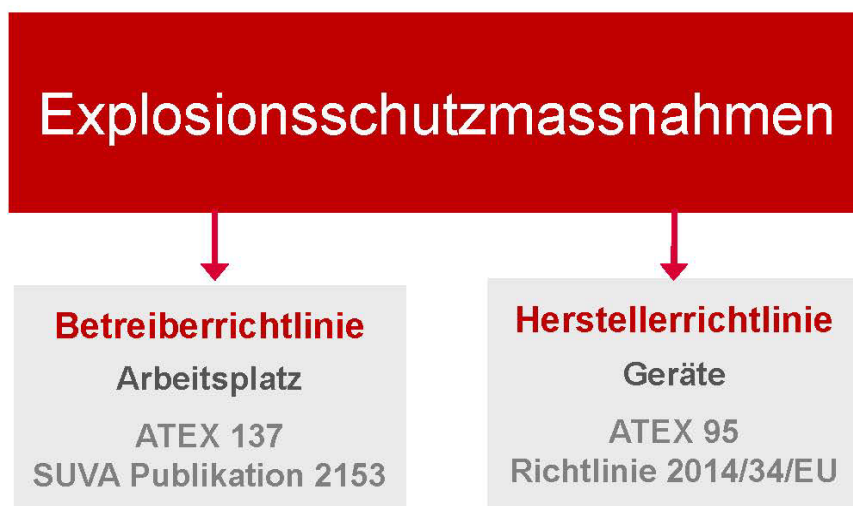 Explosionsschutzmassnahmen
Betreiberrichtlinie
Arbeitsplatz
ATEX 137
SUVA Publikation 2153
Herstellerrichtlinie
Geräte
ATEX 95
Richtlinie 2014/34/EU